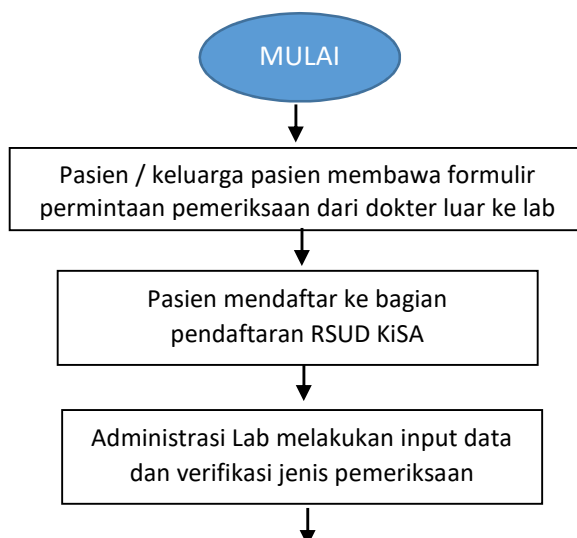 MULAI
Pasien / keluarga pasien membawa formulir
permintaan pemeriksaan dari dokter luar ke lab
Pasien mendaftar ke bagian
pendaftaran RSUD KiSA
Administrasi Lab melakukan input data
dan verifikasi jenis pemeriksaan